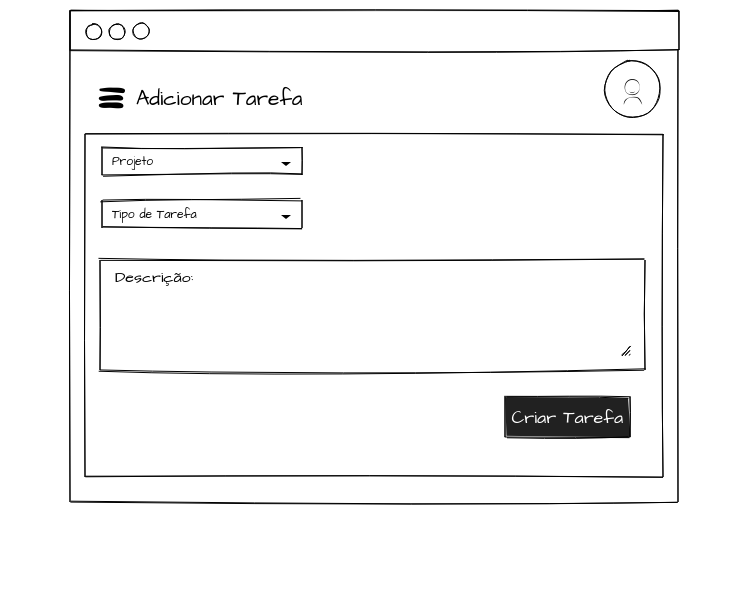 Adicionar Tarefa
Projeto
Tipo de Tarefa
Descrição:
Criar Tarefa